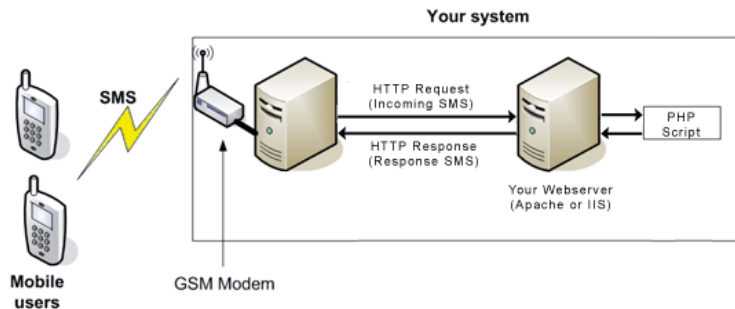 Your system
SMS
HTTP Request
(Incoming SMS)
HTTP Response
(Response SMS)
PHP
Script
Your Webserver
(Apache or IIS)
GSM Modem
Mobile
users